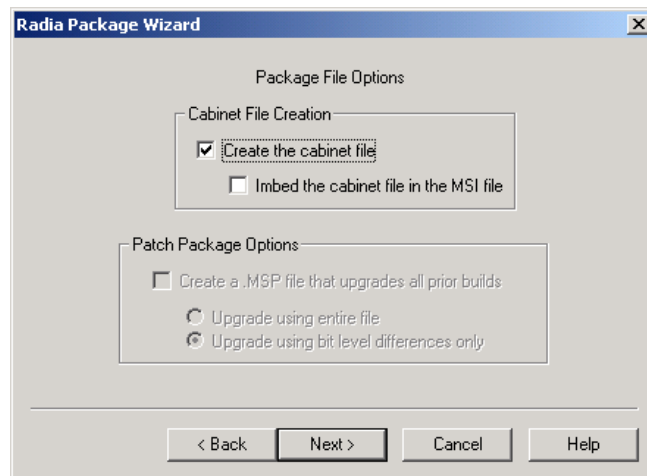 Radia Package Wizard
Package File Options
Cabinet File Creation
Create the cabinet file
Imbed the cabinet file in the MSI file
Patch Package Options
Create a .MSP file that upgrades all prior builds
Upgrade using entire file
Upgrade using bit level differences only
< Back
Next >
Cancel
Help